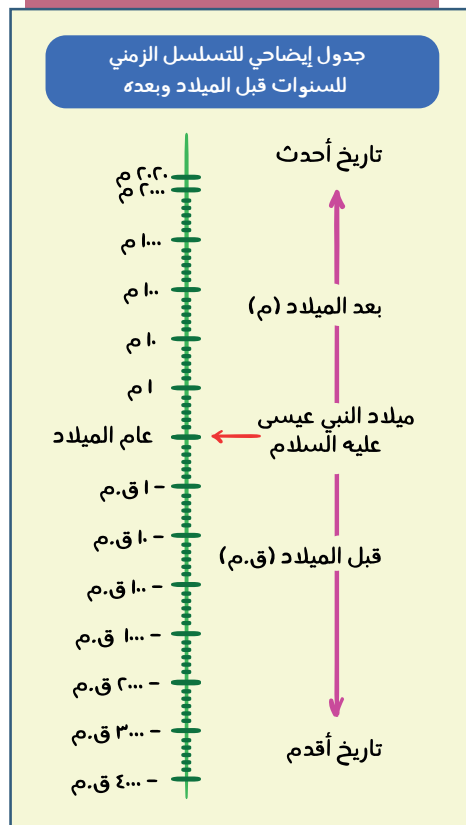 جدول إيضاحي للتسلسل الزمني
للسنوات قبل الميلاد وبعده
تاريخ أحدث
٢٠٢٠ م
٢٠٠٠ م
١٠٠٠ م
١٠٠ م
بعد الميلاد (م)
١٠ م
١ م
ميلاد النبي عيسى
عليه السلام
عام الميلاد
– ١ ق.م
– ١٠ ق.م
قبل الميلاد (ق.م)
– ١٠٠ ق.م
– ١٠٠٠ ق.م
– ٢٠٠٠ ق.م
– ٣٠٠٠ ق.م
تاريخ أقدم
– ٤٠٠٠ ق.م